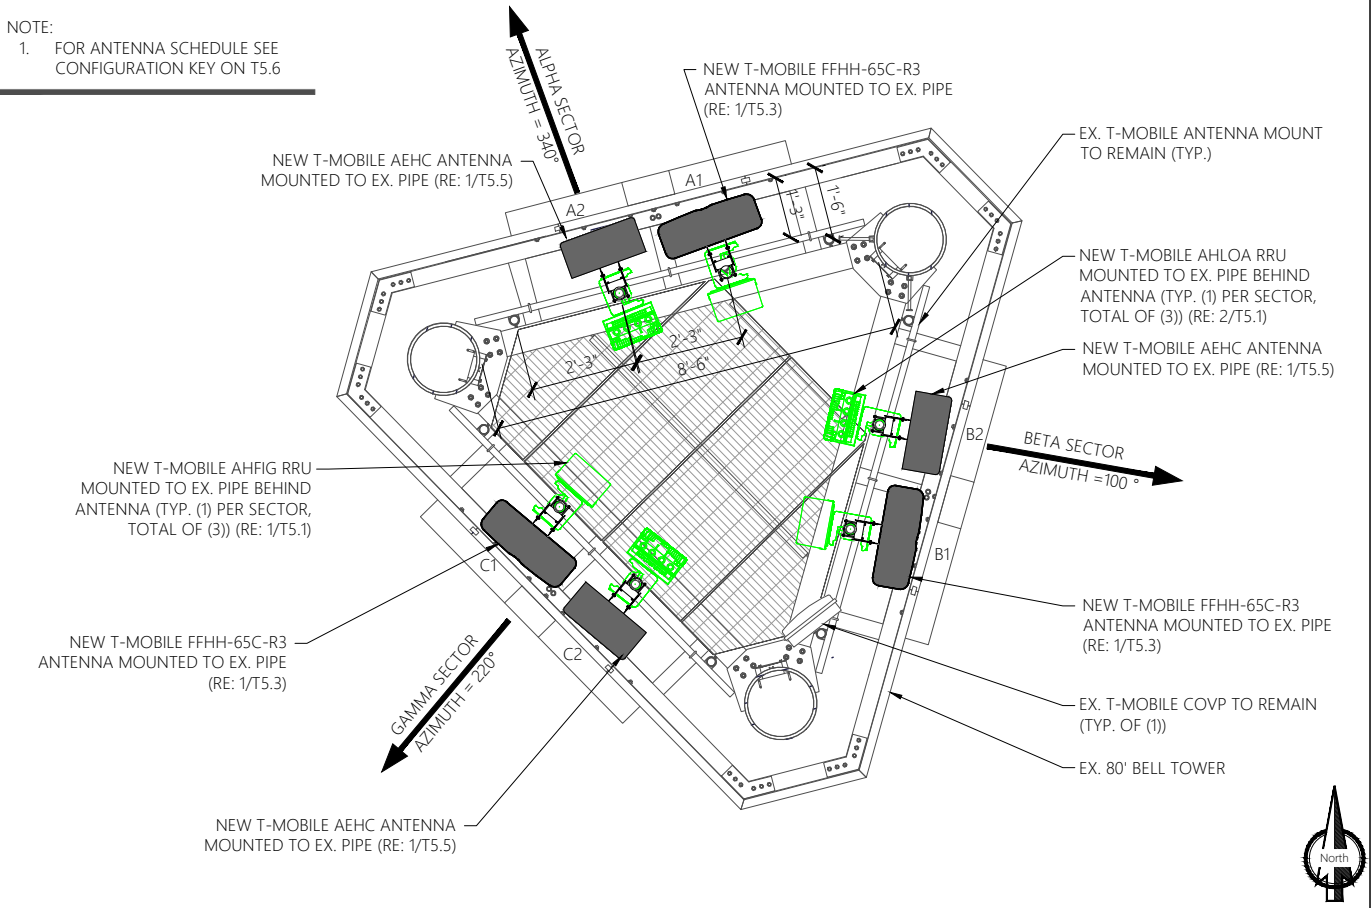 NOTE:
1. FOR ANTENNA SCHEDULE SEE
CONFIGURATION KEY ON T5.6
ALPHA SECTOR
AZIMUTH = 340°
NEW T-MOBILE FFHH-65C-R3
ANTENNA MOUNTED TO EX. PIPE
(RE: 1/T5.3)
NEW T-MOBILE AEHC ANTENNA
MOUNTED TO EX. PIPE (RE: 1/T5.5)
EX. T-MOBILE ANTENNA MOUNT
TO REMAIN (TYP.)
A1
A2
1'-3"
1'-6"
NEW T-MOBILE AHLOA RRU
MOUNTED TO EX. PIPE BEHIND
ANTENNA (TYP. (1) PER SECTOR,
TOTAL OF (3)) (RE: 2/T5.1)
2'-3"
2'-3"
8'-6"
NEW T-MOBILE AEHC ANTENNA
MOUNTED TO EX. PIPE (RE: 1/T5.5)
B2
BETA SECTOR
AZIMUTH =100 °
NEW T-MOBILE AHFIG RRU
MOUNTED TO EX. PIPE BEHIND
ANTENNA (TYP. (1) PER SECTOR,
TOTAL OF (3)) (RE: 1/T5.1)
B1
C1
NEW T-MOBILE FFHH-65C-R3
ANTENNA MOUNTED TO EX. PIPE
(RE: 1/T5.3)
NEW T-MOBILE FFHH-65C-R3
ANTENNA MOUNTED TO EX. PIPE
(RE: 1/T5.3)
C2
GAMMA SECTOR
AZIMUTH = 220°
EX. T-MOBILE COVP TO REMAIN
(TYP. OF (1))
EX. 80' BELL TOWER
NEW T-MOBILE AEHC ANTENNA
MOUNTED TO EX. PIPE (RE: 1/T5.5)
North